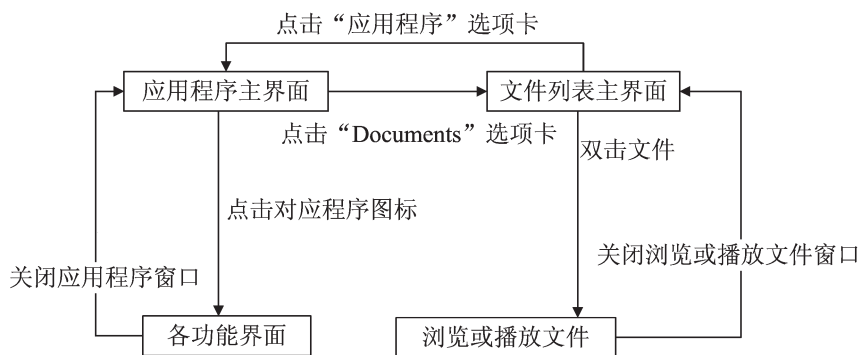 点击“应用程序”选项卡
应用程序主界面
文件列表主界面
点击“Documents”选项卡
双击文件
点击对应程序图标
关闭浏览或播放文件窗口
关闭应用程序窗口
各功能界面
浏览或播放文件